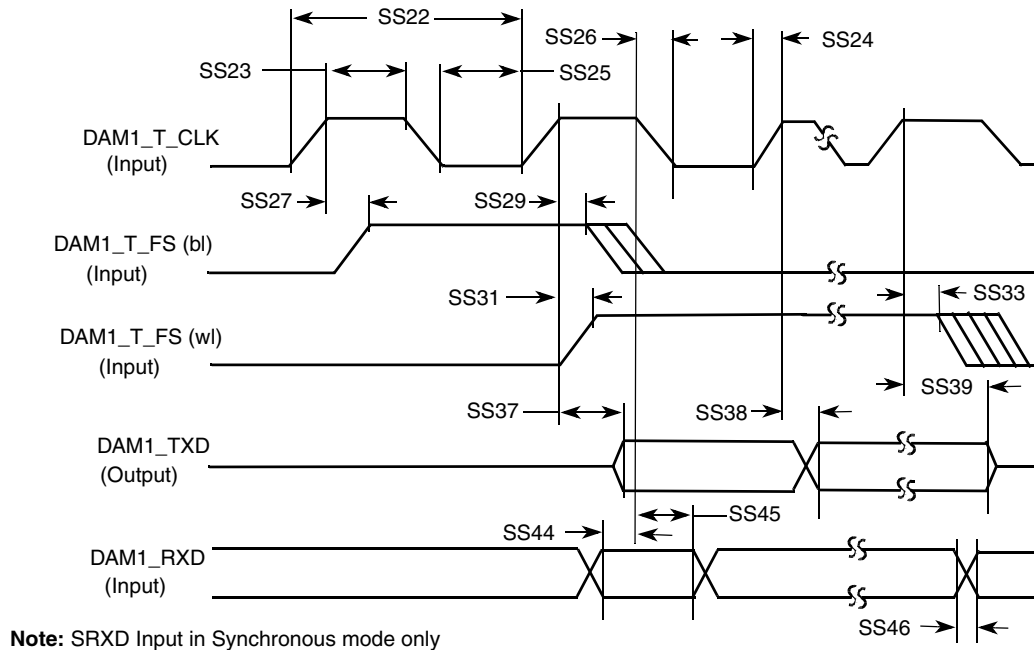 SS22
SS26
SS24
SS23
SS25
DAM1_T_CLK
(Input)
SS27
SS29
DAM1_T_FS (bl)
(Input)
SS31
SS33
DAM1_T_FS (wl)
(Input)
SS39
SS37
SS38
DAM1_TXD
(Output)
SS45
SS44
DAM1_RXD
(Input)
SS46
Note: SRXD Input in Synchronous mode only